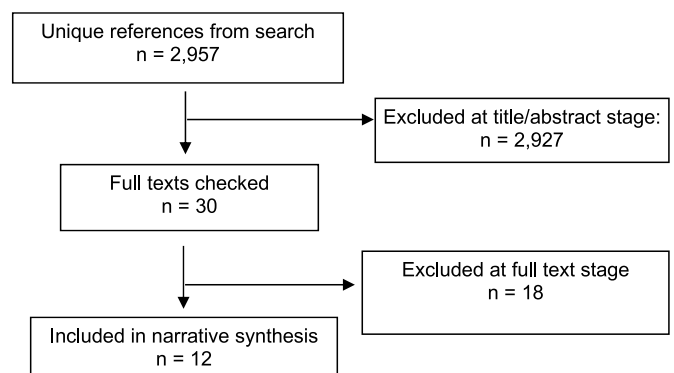 Unique references from search
n = 2,957
Excluded at title/abstract stage:
n = 2,927
Full texts checked
n = 30
Excluded at full text stage
n = 18
Included in narrative synthesis
n = 12